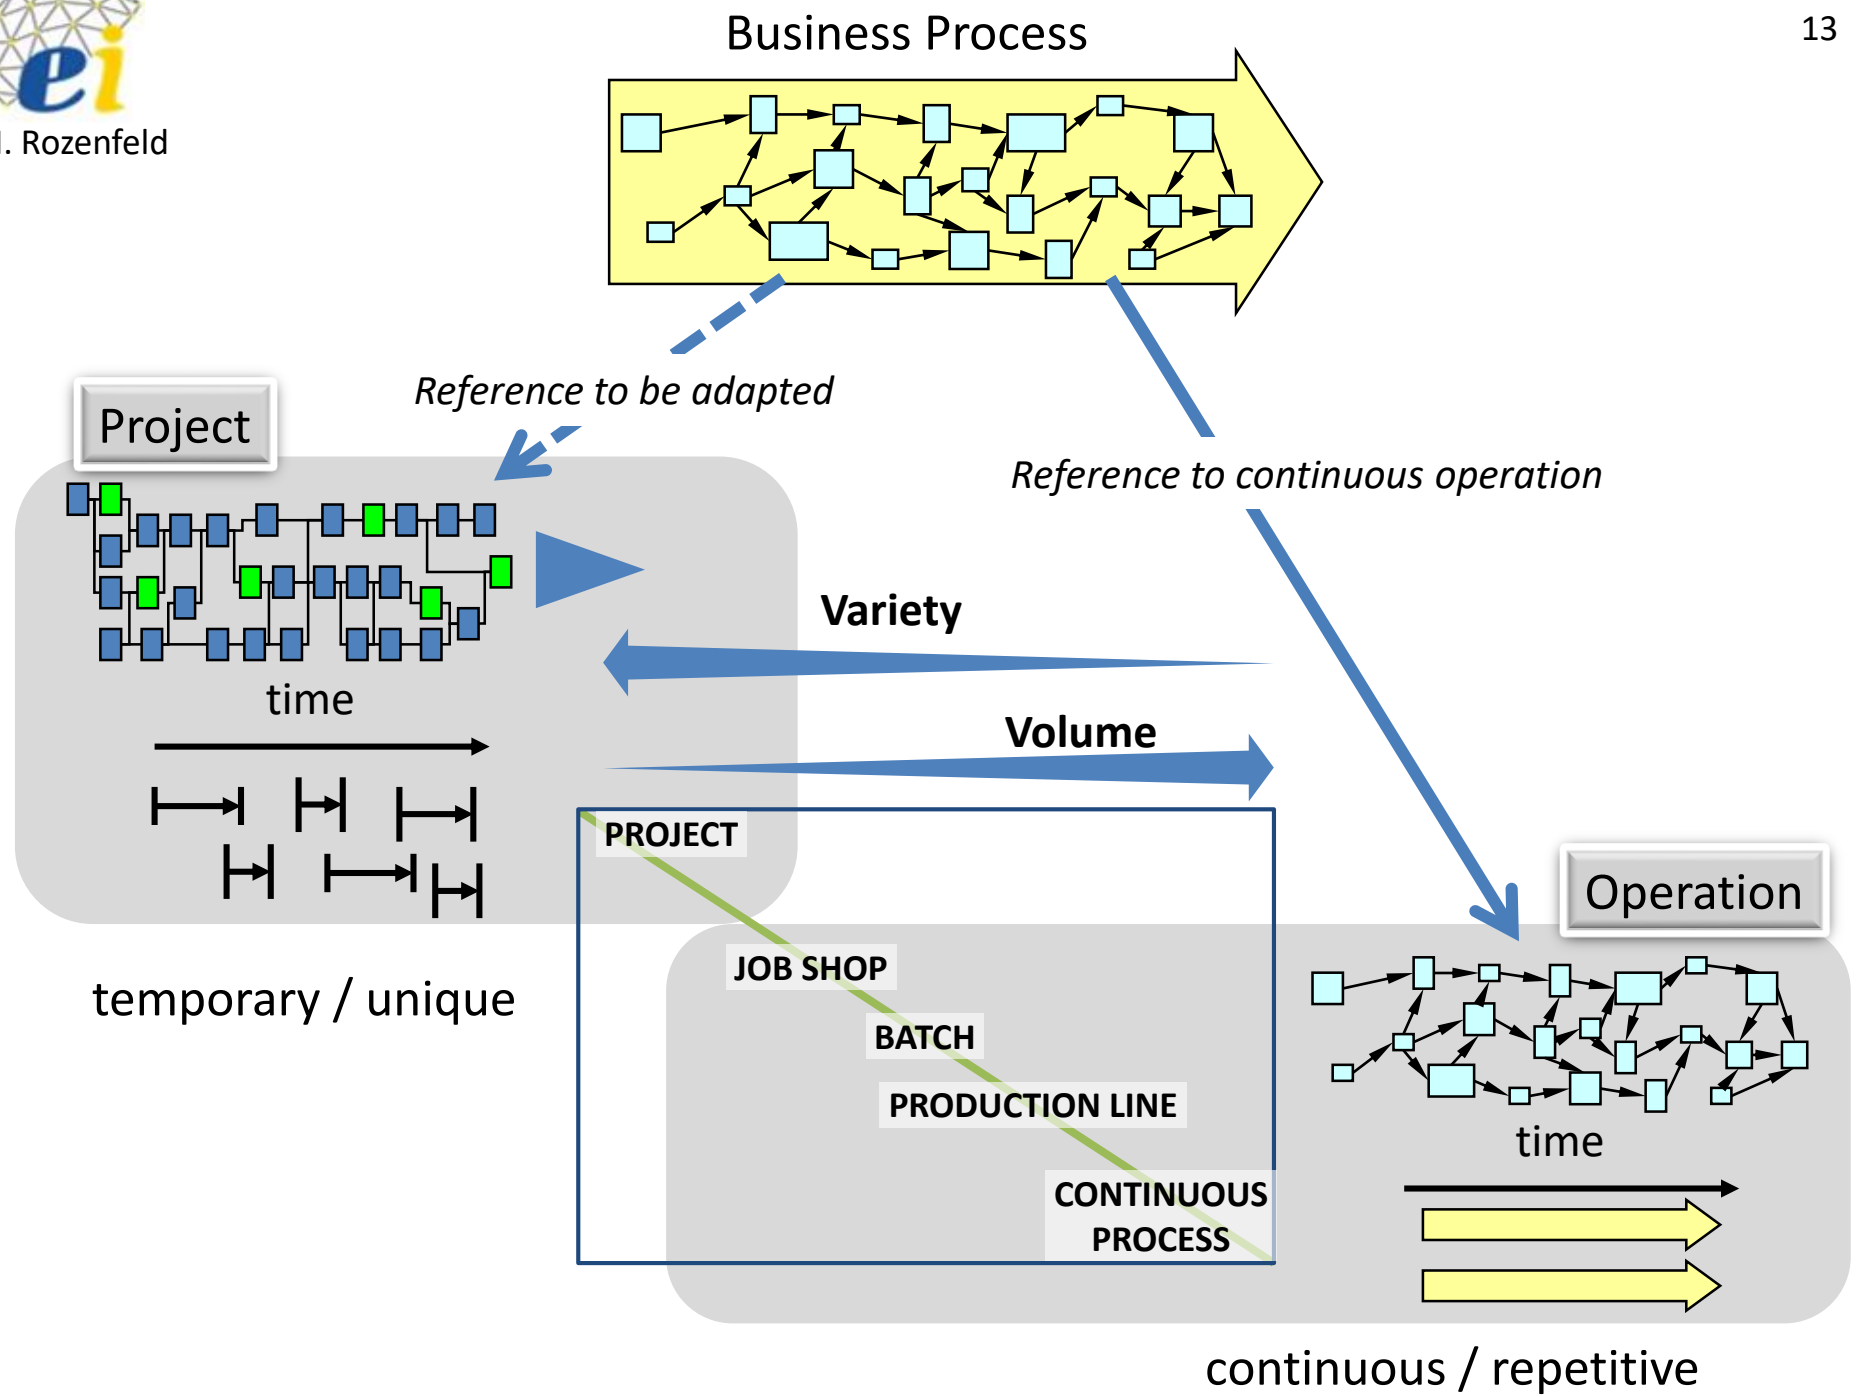 Business Process
13
ei
. Rozenfeld
Reference to be adapted
Project
Reference to continuous operation
Variety
time
Volume
PROJECT
Operation
JOB SHOP
temporary / unique
BATCH
PRODUCTION LINE
time
CONTINUOUS
PROCESS
continuous / repetitive